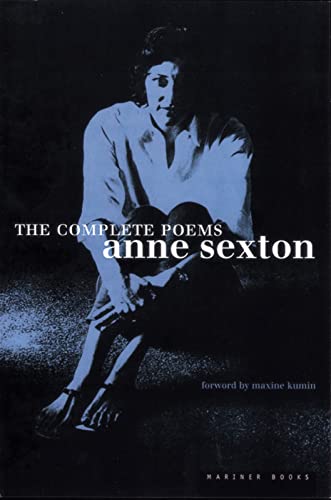 THE COMPLETE POEMS
anne sexton
forword by maxine kumin
MARINER BOOKS